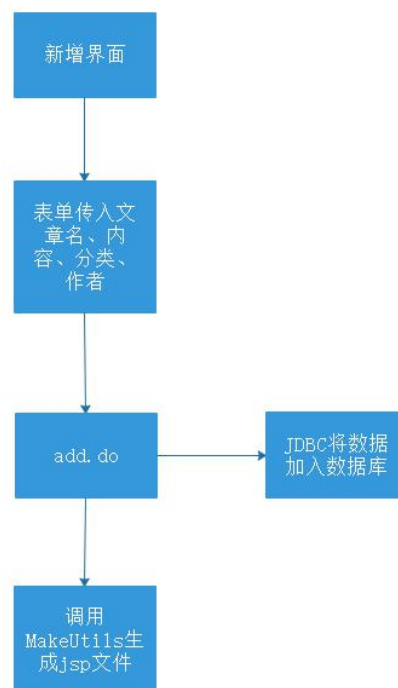 新增界面
表单传入文
章名、内
容、分类、
作者
add.do
JDBC将数据
加入数据库
调用
MakeUtils生
成jsp文件